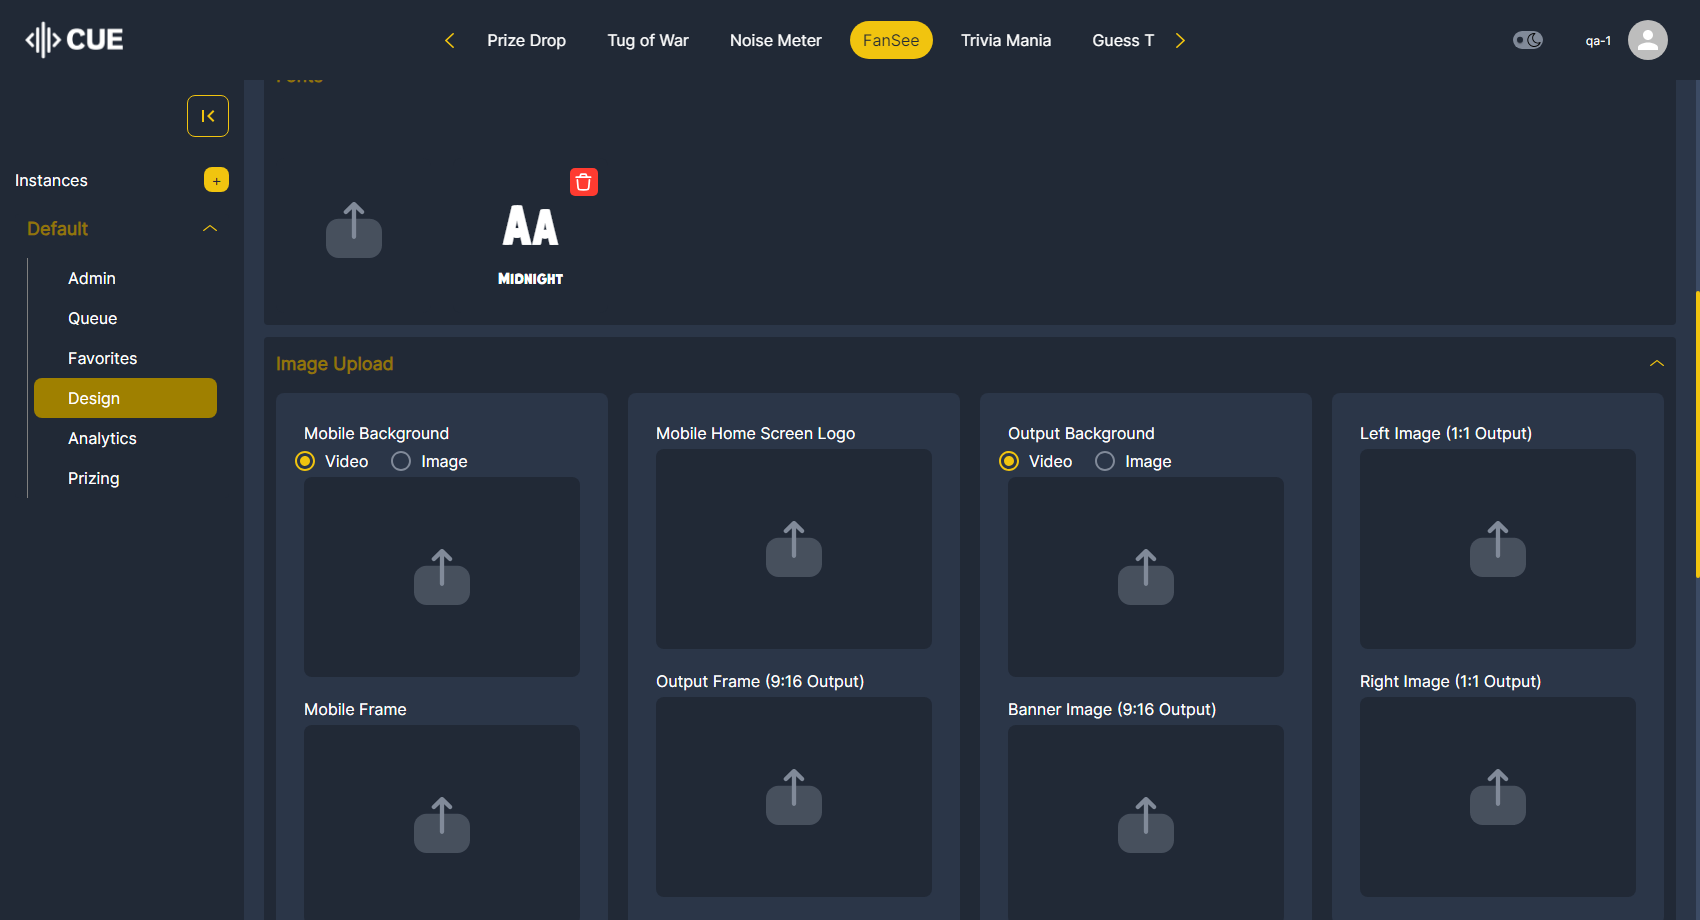 CUE
Prize Drop
Tug of War
Noise Meter
FanSee
Trivia Mania
Guess T
qa-1
Fonts
Instances
+
Default
Admin
Queue
Favorites
Design
Analytics
Prizing
AA
MIDNIGHT
Image Upload
Mobile Background
Video
Image
Mobile Home Screen Logo
Output Background
Video
Image
Left Image (1:1 Output)
Mobile Frame
Output Frame (9:16 Output)
Banner Image (9:16 Output)
Right Image (1:1 Output)